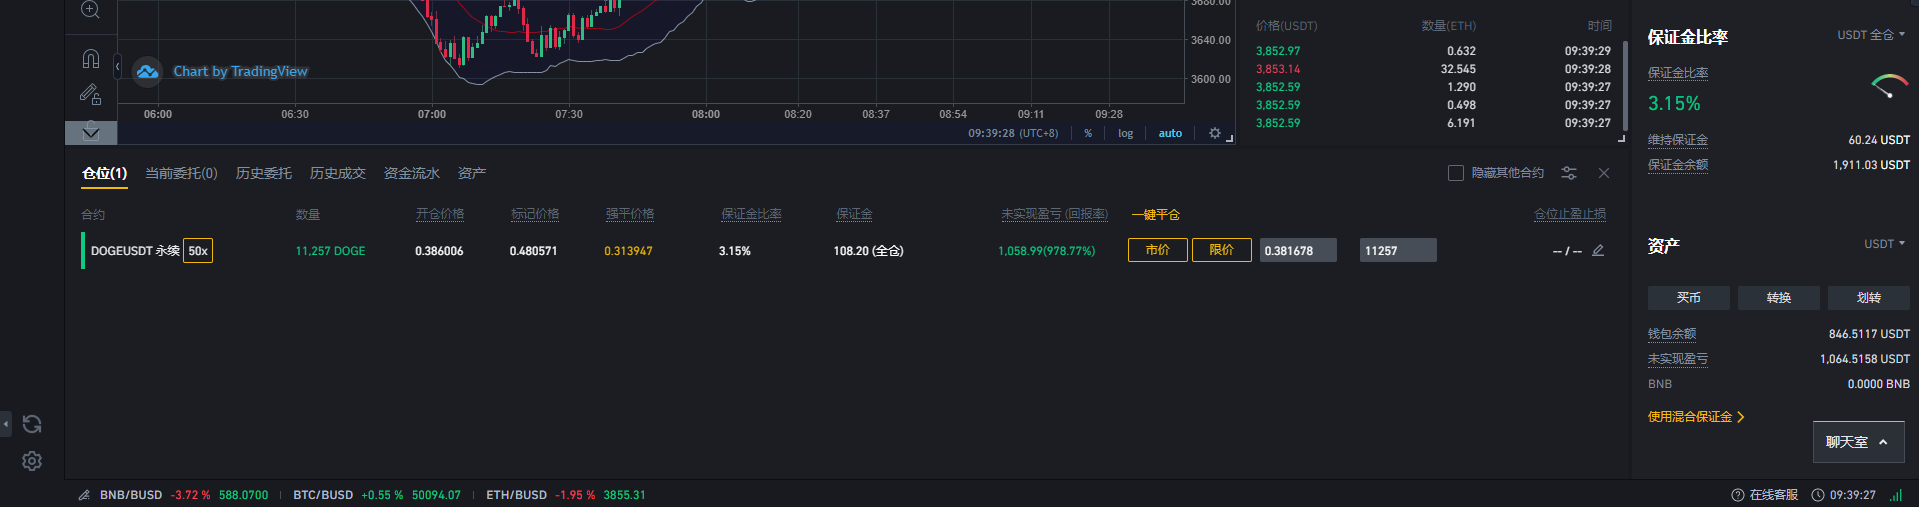 3680.00
3640.00
3600.00
Chart by TradingView
06:00 06:30 07:00 07:30 08:00 08:20 08:37 08:54 09:11 09:28
09:39:28 (UTC+8) % log auto
价格(USDT) 数量(ETH) 时间
3,852.97 0.632 09:39:29
3,853.14 32.545 09:39:28
3,852.59 1.290 09:39:27
3,852.59 0.498 09:39:27
3,852.59 6.191 09:39:27
保证金比率 USDT 全仓
保证金比率
3.15%
维持保证金 60.24 USDT
保证金余额 1,911.03 USDT
仓位(1) 当前委托(0) 历史委托 历史成交 资金流水 资产 隐藏其他合约
合约 数量 开仓价格 标记价格 强平价格 保证金比率 保证金 未实现盈亏 (回报率) 一键平仓 仓位止盈止损
DOGEUSDT 永续 50x 11,257 DOGE 0.386006 0.480571 0.313947 3.15% 108.20 (全仓) 1,058.99(978.77%) 市价 限价 0.381678 11257 -- / --
资产 USDT
买币 转换 划转
钱包余额 846.5117 USDT
未实现盈亏 1,064.5158 USDT
BNB 0.0000 BNB
使用混合保证金
聊天室
BNB/BUSD -3.72 % 588.0700 BTC/BUSD +0.55 % 50094.07 ETH/BUSD -1.95 % 3855.31 在线客服 09:39:27